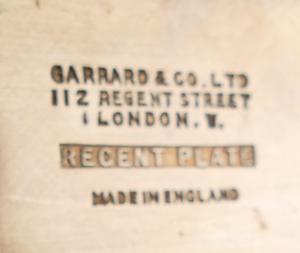 GARRARD & CO. LTD
112 REGENT STREET
LONDON. W.
REGENT PLATE
MADE IN ENGLAND